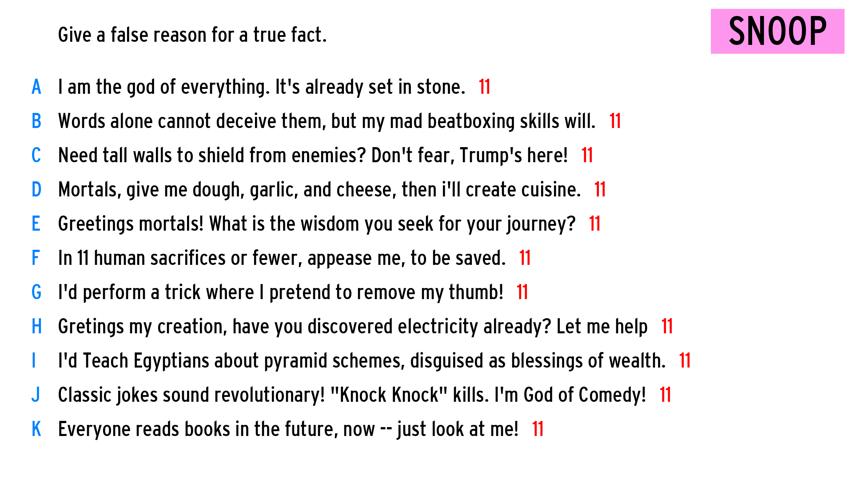 Give a false reason for a true fact.
SNOOP
A I am the god of everything. It's already set in stone. 11
B Words alone cannot deceive them, but my mad beatboxing skills will. 11
C Need tall walls to shield from enemies? Don't fear, Trump's here! 11
D Mortals, give me dough, garlic, and cheese, then i'll create cuisine. 11
E Greetings mortals! What is the wisdom you seek for your journey? 11
F In 11 human sacrifices or fewer, appease me, to be saved. 11
G I'd perform a trick where I pretend to remove my thumb! 11
H Gretings my creation, have you discovered electricity already? Let me help 11
I I'd Teach Egyptians about pyramid schemes, disguised as blessings of wealth. 11
J Classic jokes sound revolutionary! "Knock Knock" kills. I'm God of Comedy! 11
K Everyone reads books in the future, now -- just look at me! 11